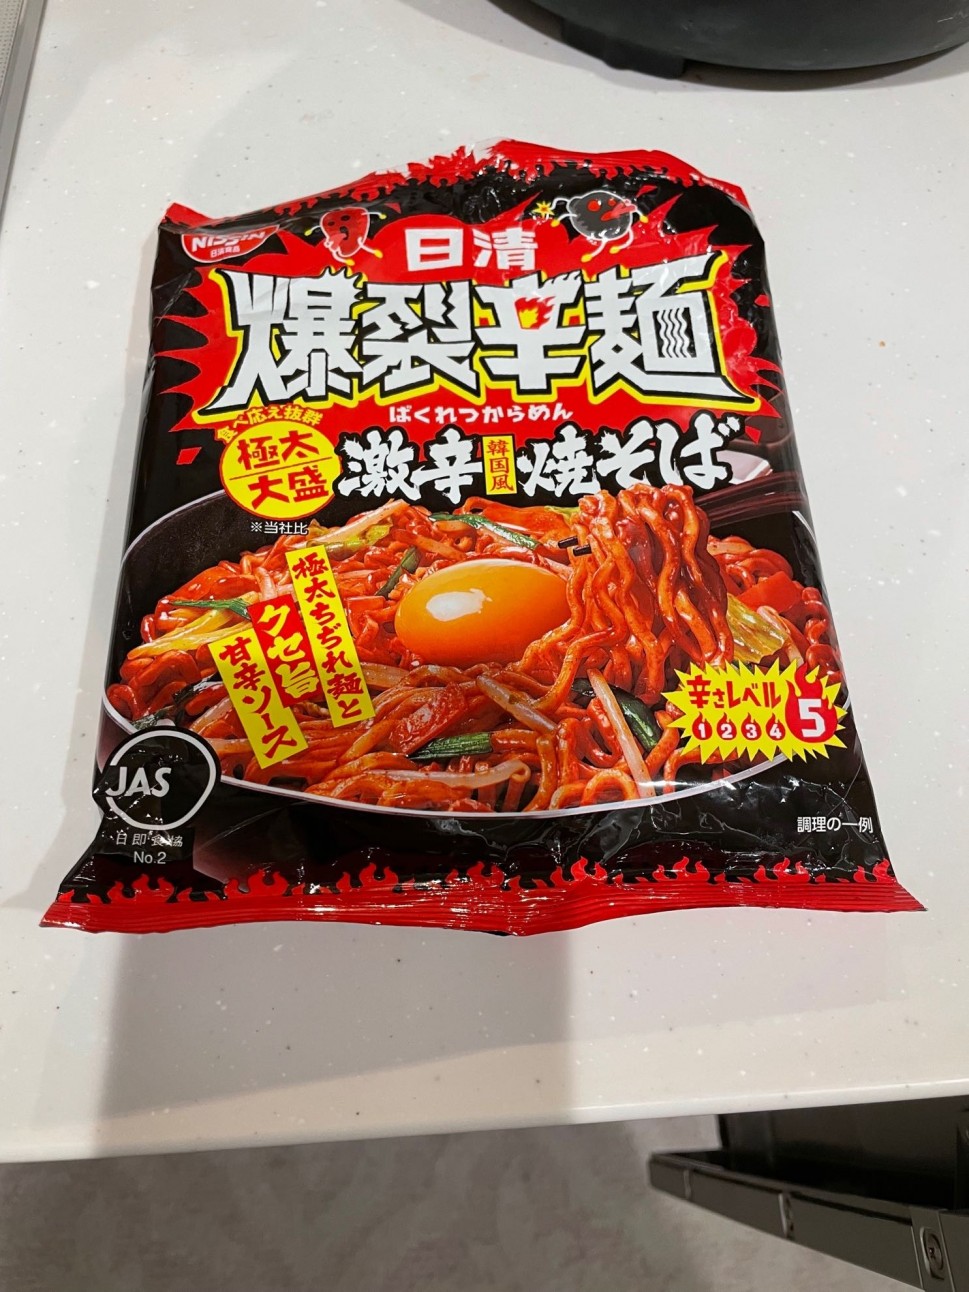 NISSIN
日清食品
日清
爆裂辛麺
ばくれつからめん
食べ応え抜群
極太
大盛
※当社比
激辛韓国風焼そば
極太ちぢれ麺と
クセ旨
甘辛ソース
辛さレベル
1 2 3 4 5
JAS
日即食協
No.2
調理の一例